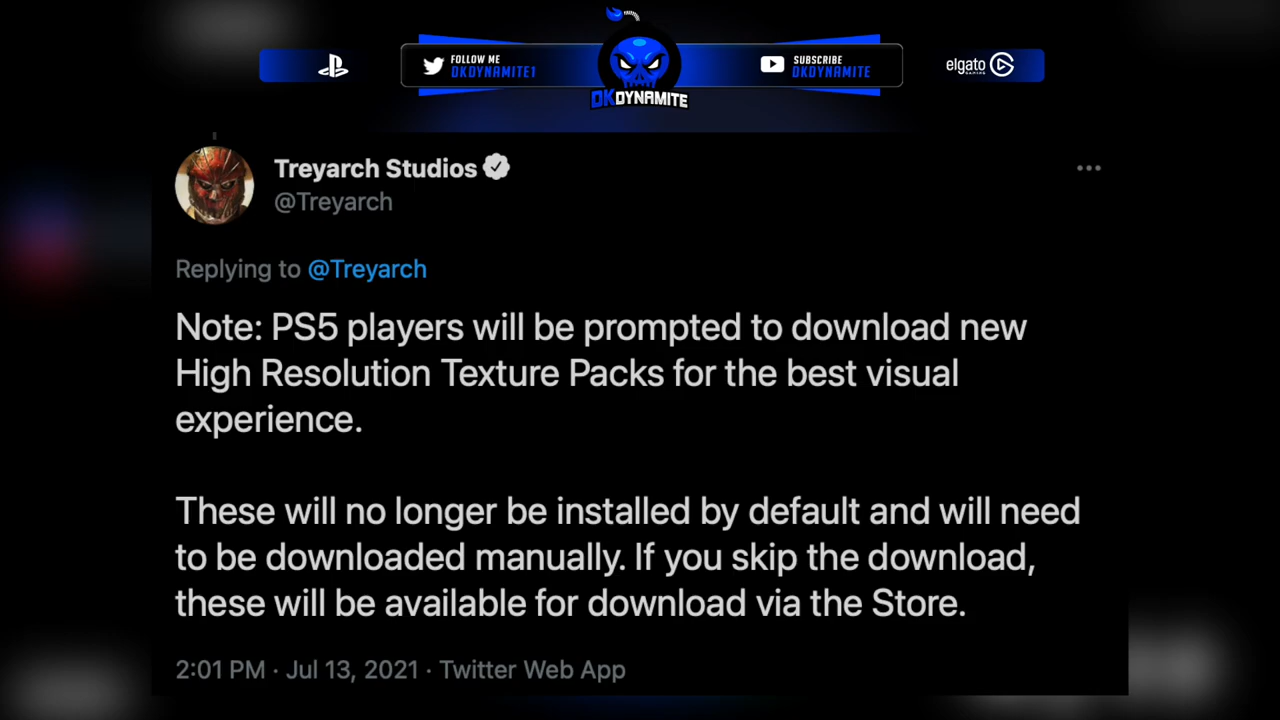 FOLLOW ME
DKDYNAMITE1
SUBSCRIBE
DKDYNAMITE
elgato
GAMING
DKDYNAMITE
Treyarch Studios
@Treyarch
Replying to @Treyarch
Note: PS5 players will be prompted to download new
High Resolution Texture Packs for the best visual
experience.
These will no longer be installed by default and will need
to be downloaded manually. If you skip the download,
these will be available for download via the Store.
2:01 PM · Jul 13, 2021 · Twitter Web App